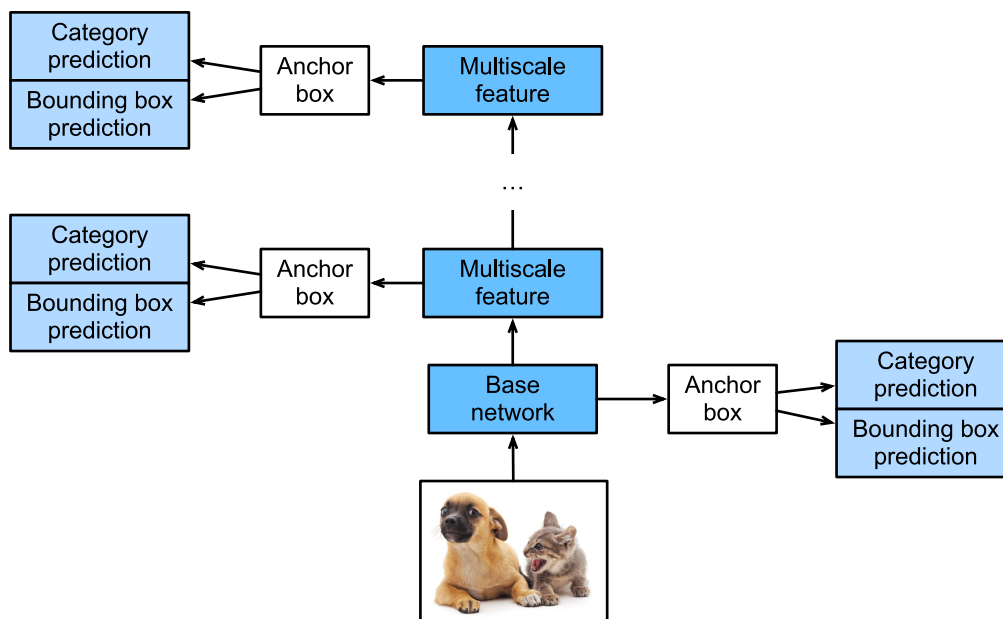 Category
prediction
Bounding box
prediction
Anchor
box
Multiscale
feature
...
Category
prediction
Bounding box
prediction
Anchor
box
Multiscale
feature
Base
network
Anchor
box
Category
prediction
Bounding box
prediction